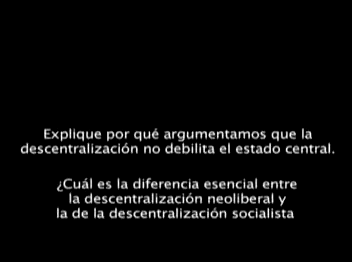 Explique por qué argumentamos que la
descentralización no debilita el estado central.
¿Cuál es la diferencia esencial entre
la descentralización neoliberal y
la de la descentralización socialista